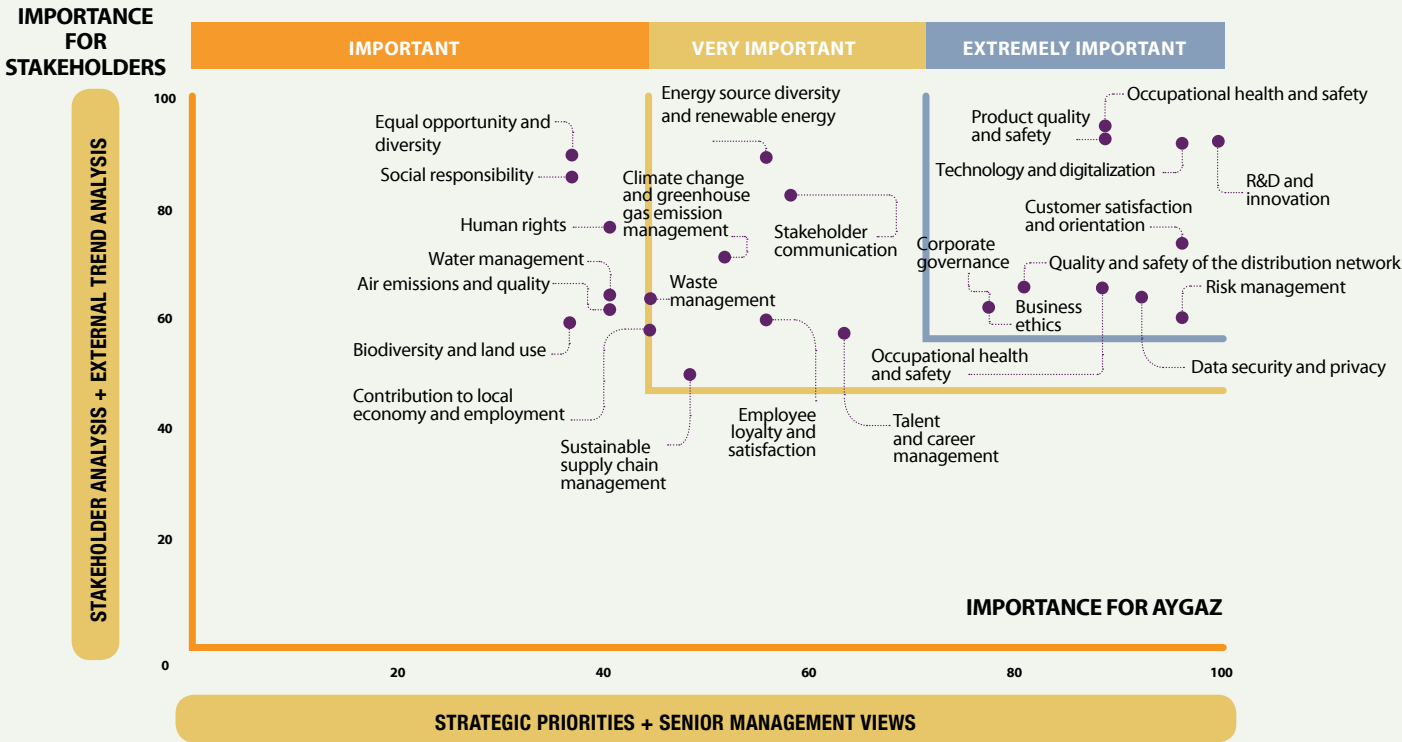 IMPORTANCE
FOR
STAKEHOLDERS
IMPORTANT
VERY IMPORTANT
EXTREMELY IMPORTANT
STAKEHOLDER ANALYSIS + EXTERNAL TREND ANALYSIS
100
80
60
40
20
0
Equal opportunity and
diversity
Social responsibility
Human rights
Water management
Air emissions and quality
Biodiversity and land use
Contribution to local
economy and employment
Sustainable
supply chain
management
Energy source diversity
and renewable energy
Climate change
and greenhouse
gas emission
management
Stakeholder
communication
Waste
management
Employee
loyalty and
satisfaction
Talent
and career
management
Occupational health and safety
Product quality
and safety
Technology and digitalization
R&D and
innovation
Customer satisfaction
and orientation
Corporate
governance
Quality and safety of the distribution network
Risk management
Business
ethics
Occupational health
and safety
Data security and privacy
IMPORTANCE FOR AYGAZ
20
40
60
80
100
STRATEGIC PRIORITIES + SENIOR MANAGEMENT VIEWS